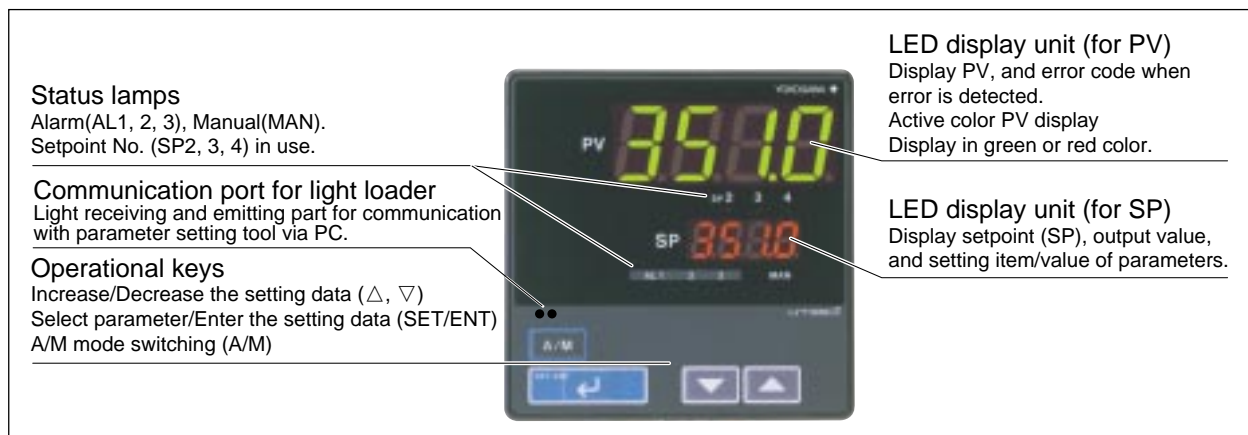 Status lamps
Alarm(AL1, 2, 3), Manual(MAN).
Setpoint No. (SP2, 3, 4) in use.
Communication port for light loader
Light receiving and emitting part for communication
with parameter setting tool via PC.
Operational keys
Increase/Decrease the setting data (△, ▽)
Select parameter/Enter the setting data (SET/ENT)
A/M mode switching (A/M)
YOKOGAWA
PV
351.0
SP2 3 4
SP
351.0
AL1 2 3 MAN
A/M
SET/ENT
LED display unit (for PV)
Display PV, and error code when
error is detected.
Active color PV display
Display in green or red color.
LED display unit (for SP)
Display setpoint (SP), output value,
and setting item/value of parameters.